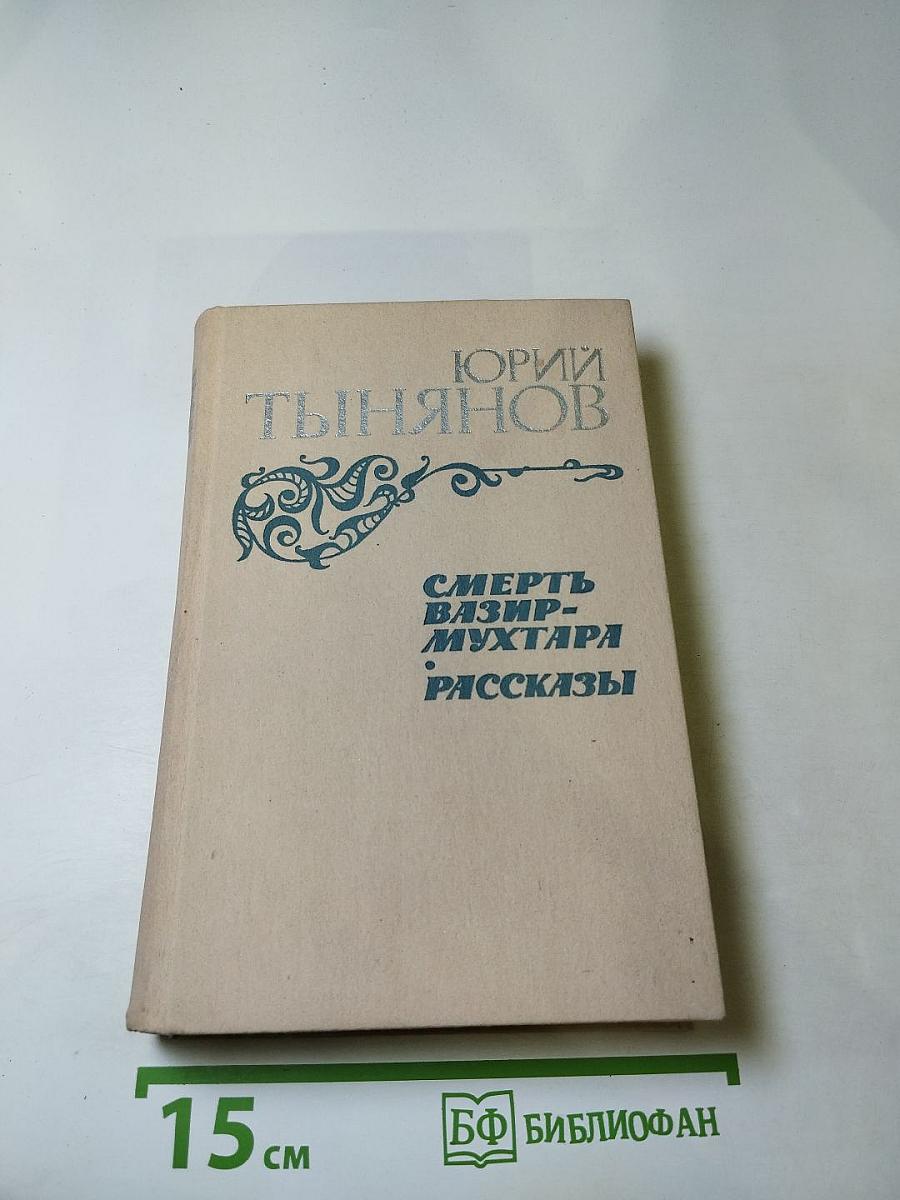 ЮРИЙ
ТЫНЯНОВ
СМЕРТЬ
ВАЗИР-
МУХТАРА
•
РАССКАЗЫ
15 см
БФ БИБЛИОФАН